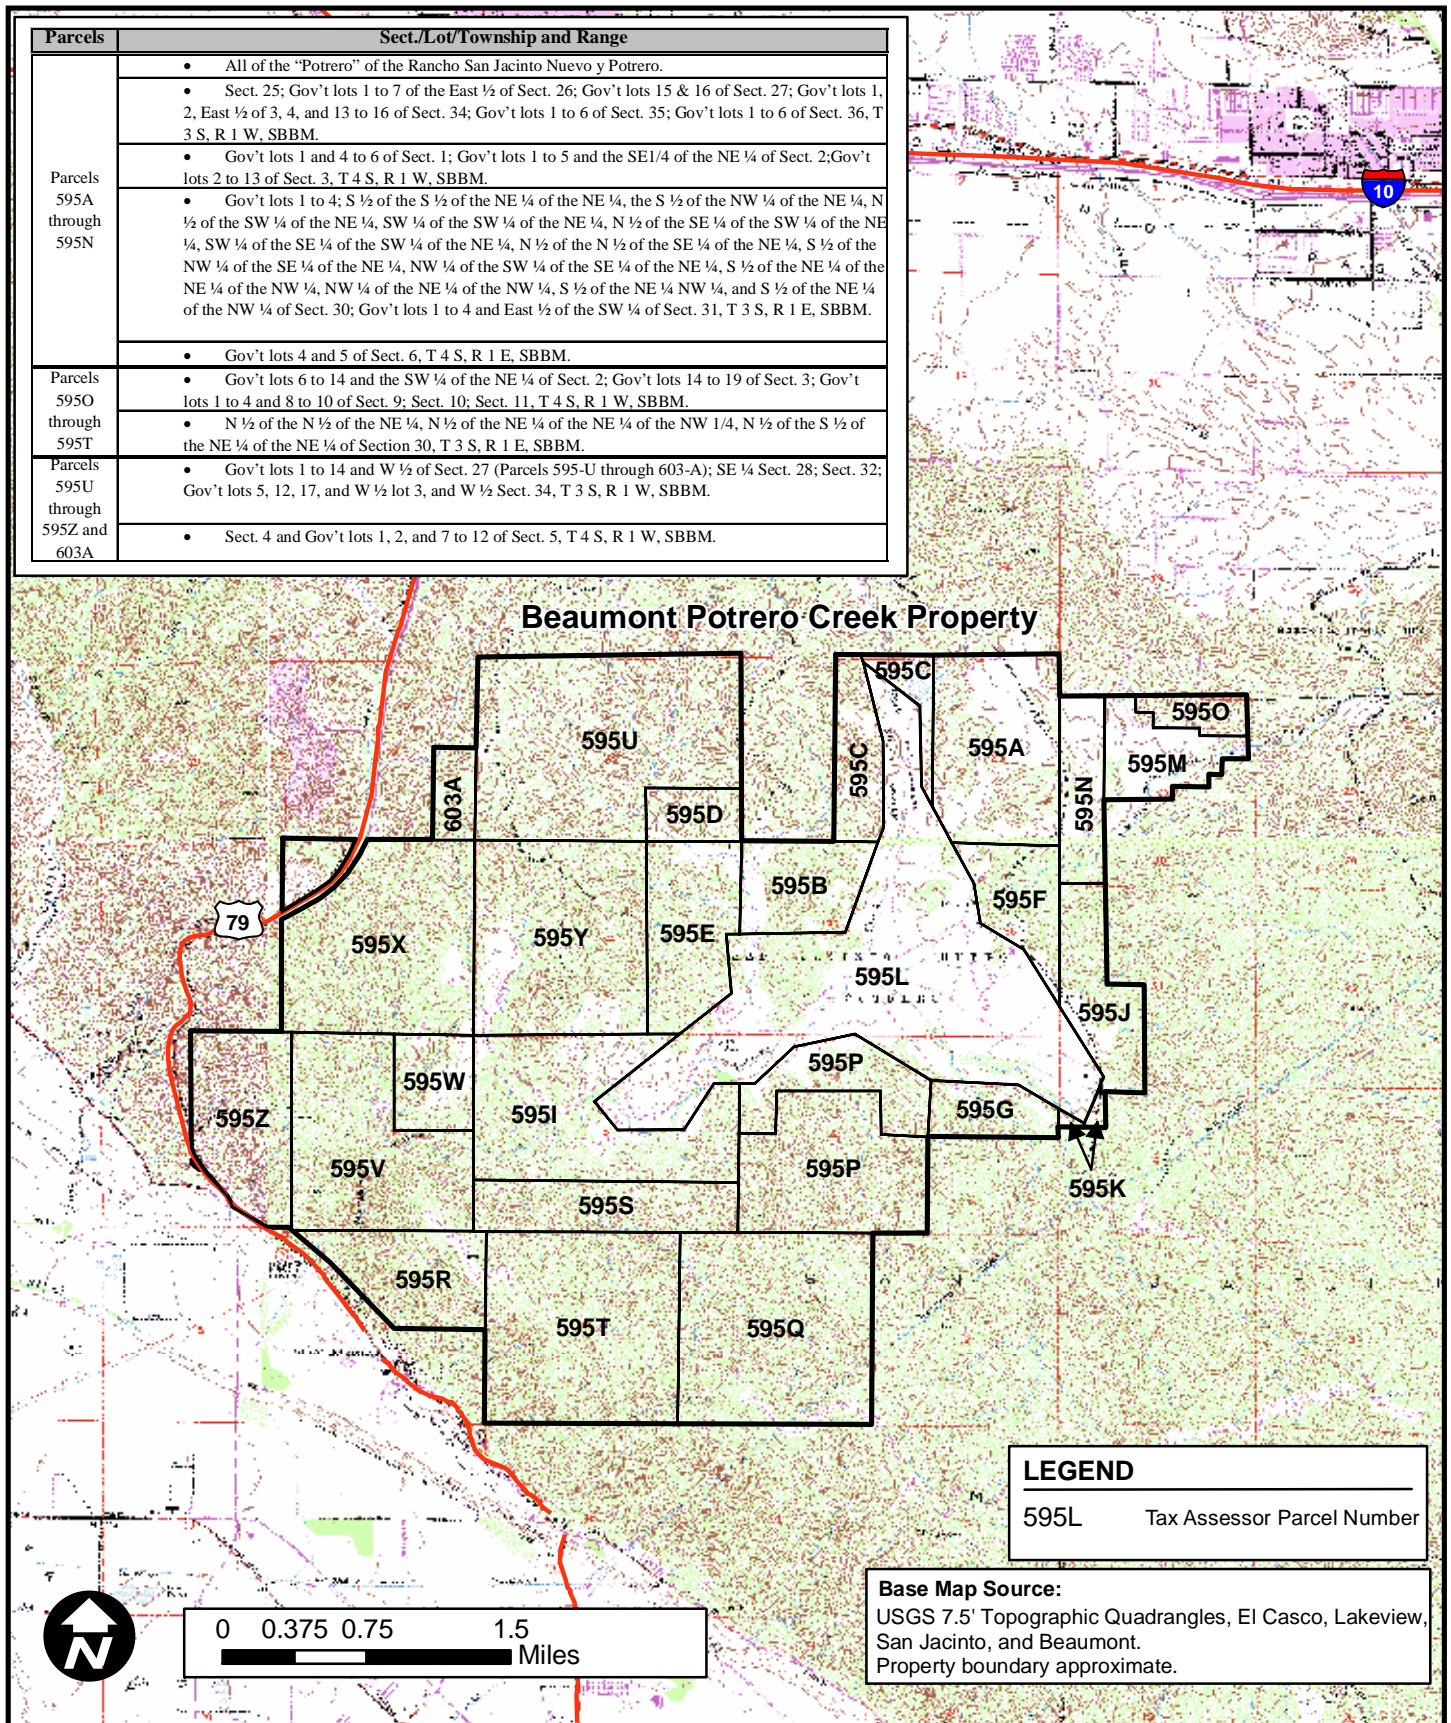 Parcels Sect./Lot/Township and Range
Parcels
595A
through
595N
• All of the “Potrero” of the Rancho San Jacinto Nuevo y Potrero.
• Sect. 25; Gov’t lots 1 to 7 of the East ½ of Sect. 26; Gov’t lots 15 & 16 of Sect. 27; Gov’t lots 1,
2, East ½ of 3, 4, and 13 to 16 of Sect. 34; Gov’t lots 1 to 6 of Sect. 35; Gov’t lots 1 to 6 of Sect. 36, T
3 S, R 1 W, SBBM.
• Gov’t lots 1 and 4 to 6 of Sect. 1; Gov’t lots 1 to 5 and the SE1/4 of the NE ¼ of Sect. 2;Gov’t
lots 2 to 13 of Sect. 3, T 4 S, R 1 W, SBBM.
• Gov’t lots 1 to 4; S ½ of the S ½ of the NE ¼ of the NE ¼, the S ½ of the NW ¼ of the NE ¼, N
½ of the SW ¼ of the NE ¼, SW ¼ of the SW ¼ of the NE ¼, N ½ of the SE ¼ of the SW ¼ of the NE
¼, SW ¼ of the SE ¼ of the SW ¼ of the NE ¼, N ½ of the N ½ of the SE ¼ of the NE ¼, S ½ of the
NW ¼ of the SE ¼ of the NE ¼, NW ¼ of the SW ¼ of the SE ¼ of the NE ¼, S ½ of the NE ¼ of the
NE ¼ of the NW ¼, NW ¼ of the NE ¼ of the NW ¼, S ½ of the NE ¼ NW ¼, and S ½ of the NE ¼
of the NW ¼ of Sect. 30; Gov’t lots 1 to 4 and East ½ of the SW ¼ of Sect. 31, T 3 S, R 1 E, SBBM.
• Gov’t lots 4 and 5 of Sect. 6, T 4 S, R 1 E, SBBM.
Parcels
595O
through
595T
• Gov’t lots 6 to 14 and the SW ¼ of the NE ¼ of Sect. 2; Gov’t lots 14 to 19 of Sect. 3; Gov’t
lots 1 to 4 and 8 to 10 of Sect. 9; Sect. 10; Sect. 11, T 4 S, R 1 W, SBBM.
• N ½ of the N ½ of the NE ¼, N ½ of the NE ¼ of the NE ¼ of the NW 1/4, N ½ of the S ½ of
the NE ¼ of the NE ¼ of Section 30, T 3 S, R 1 E, SBBM.
Parcels
595U
through
595Z and
603A
• Gov’t lots 1 to 14 and W ½ of Sect. 27 (Parcels 595-U through 603-A); SE ¼ Sect. 28; Sect. 32;
Gov’t lots 5, 12, 17, and W ½ lot 3, and W ½ Sect. 34, T 3 S, R 1 W, SBBM.
• Sect. 4 and Gov’t lots 1, 2, and 7 to 12 of Sect. 5, T 4 S, R 1 W, SBBM.
10
Beaumont Potrero Creek Property
595C
595O
595U
595A
595C
595M
603A
595N
595D
595B
595F
79
595X
595Y
595E
595L
595J
595P
595W
595I
595G
595Z
595V
595P
595K
595S
595R
595T
595Q
LEGEND
595L Tax Assessor Parcel Number
Base Map Source:
USGS 7.5' Topographic Quadrangles, El Casco, Lakeview,
San Jacinto, and Beaumont.
Property boundary approximate.
N
0 0.375 0.75 1.5
Miles